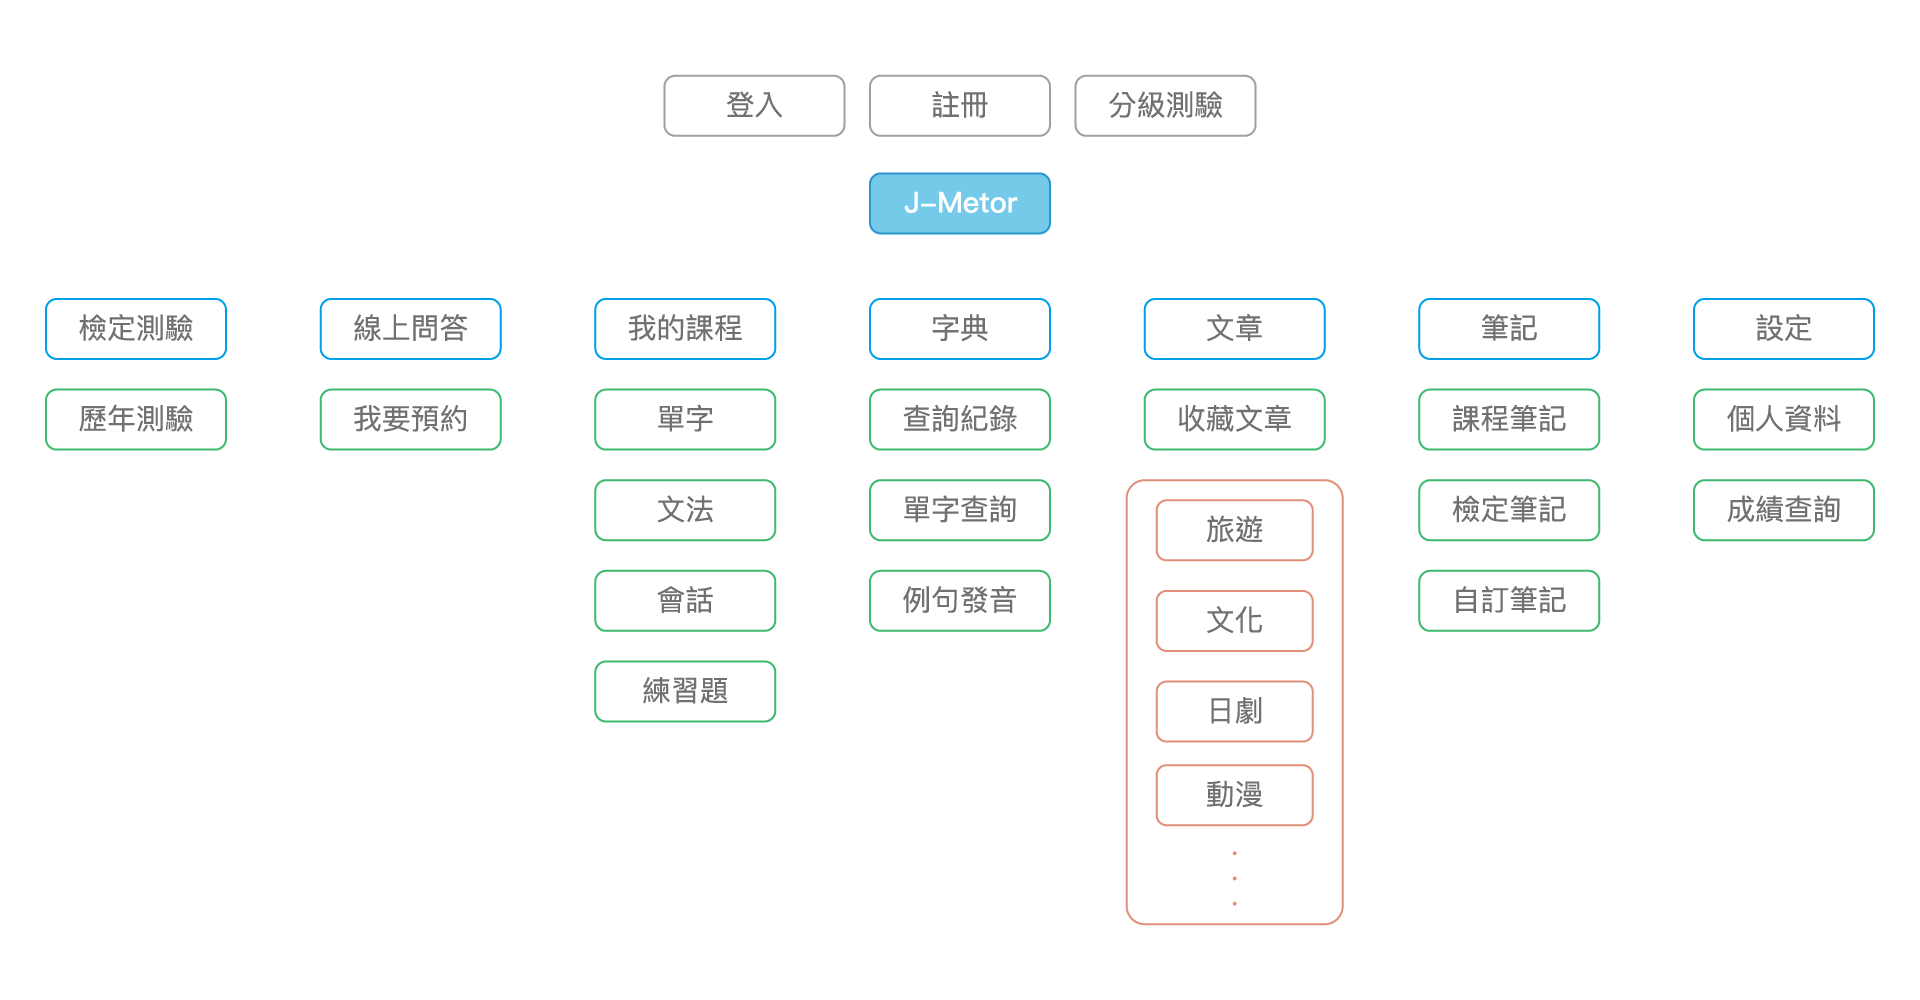 登入
註冊
分級測驗
J-Metor
檢定測驗
線上問答
我的課程
字典
文章
筆記
設定
歷年測驗
我要預約
單字
查詢紀錄
收藏文章
課程筆記
個人資料
文法
單字查詢
旅遊
檢定筆記
成績查詢
會話
例句發音
文化
自訂筆記
練習題
日劇
動漫